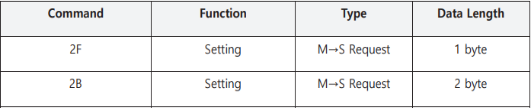 Command Function Type Data Length
2F Setting M→S Request 1 byte
2B Setting M→S Request 2 byte